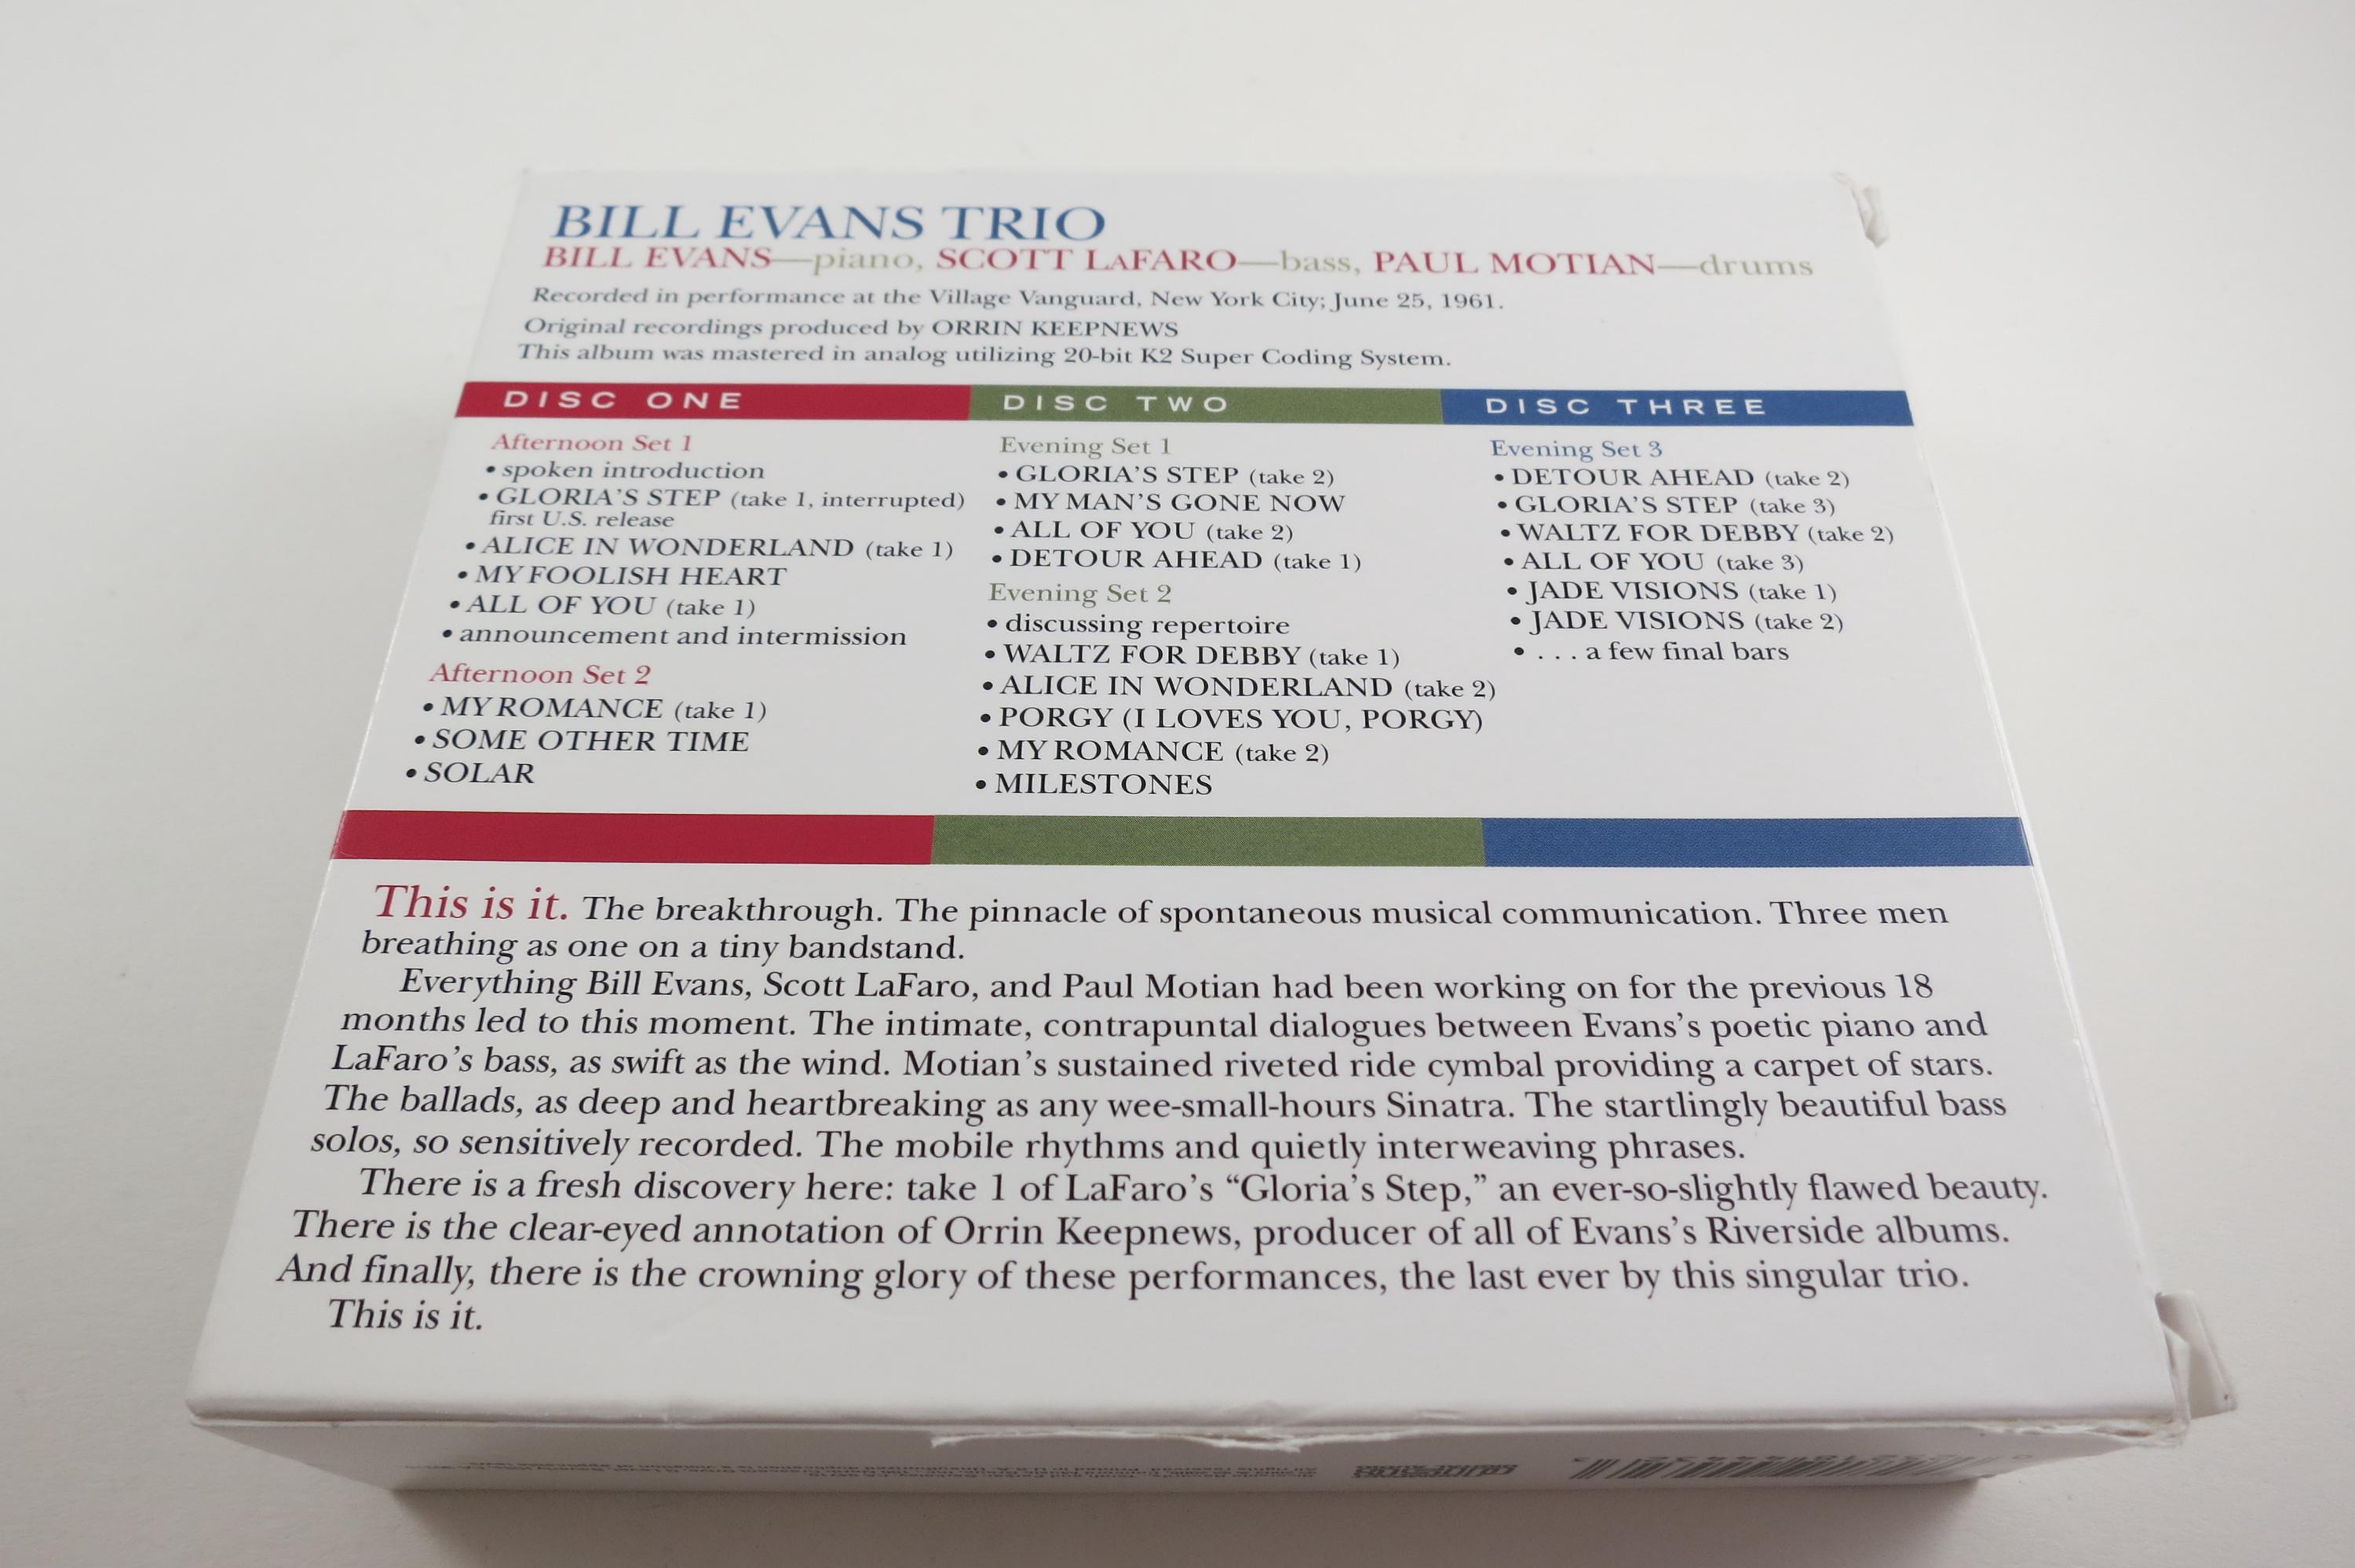 BILL EVANS TRIO
BILL EVANS—piano, SCOTT LAFARO—bass, PAUL MOTIAN—drums
Recorded in performance at the Village Vanguard, New York City; June 25, 1961.
Original recordings produced by ORRIN KEEPNEWS
This album was mastered in analog utilizing 20-bit K2 Super Coding System.
DISC ONE
Afternoon Set 1
• spoken introduction
• GLORIA'S STEP (take 1, interrupted)
first U.S. release
• ALICE IN WONDERLAND (take 1)
• MY FOOLISH HEART
• ALL OF YOU (take 1)
• announcement and intermission
Afternoon Set 2
• MY ROMANCE (take 1)
• SOME OTHER TIME
• SOLAR
DISC TWO
Evening Set 1
• GLORIA'S STEP (take 2)
• MY MAN'S GONE NOW
• ALL OF YOU (take 2)
• DETOUR AHEAD (take 1)
Evening Set 2
• discussing repertoire
• WALTZ FOR DEBBY (take 1)
• ALICE IN WONDERLAND (take 2)
• PORGY (I LOVES YOU, PORGY)
• MY ROMANCE (take 2)
• MILESTONES
DISC THREE
Evening Set 3
• DETOUR AHEAD (take 2)
• GLORIA'S STEP (take 3)
• WALTZ FOR DEBBY (take 2)
• ALL OF YOU (take 3)
• JADE VISIONS (take 1)
• JADE VISIONS (take 2)
• . . . a few final bars
This is it. The breakthrough. The pinnacle of spontaneous musical communication. Three men
breathing as one on a tiny bandstand.
Everything Bill Evans, Scott LaFaro, and Paul Motian had been working on for the previous 18
months led to this moment. The intimate, contrapuntal dialogues between Evans's poetic piano and
LaFaro's bass, as swift as the wind. Motian's sustained riveted ride cymbal providing a carpet of stars.
The ballads, as deep and heartbreaking as any wee-small-hours Sinatra. The startlingly beautiful bass
solos, so sensitively recorded. The mobile rhythms and quietly interweaving phrases.
There is a fresh discovery here: take 1 of LaFaro's “Gloria's Step,” an ever-so-slightly flawed beauty.
There is the clear-eyed annotation of Orrin Keepnews, producer of all of Evans's Riverside albums.
And finally, there is the crowning glory of these performances, the last ever by this singular trio.
This is it.